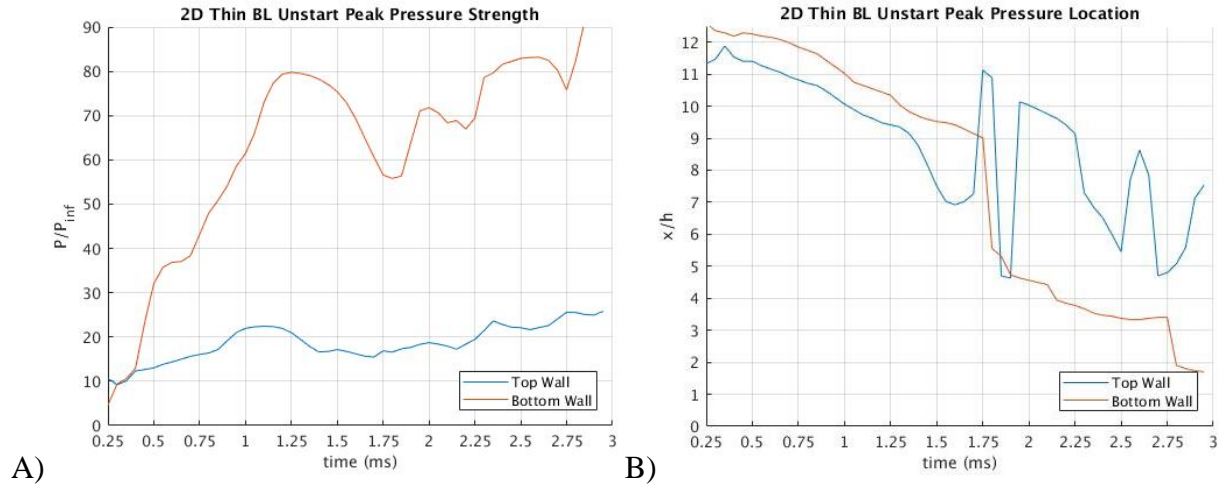 2D Thin BL Unstart Peak Pressure Strength
90
80
70
60
50
40
30
20
10
0
P/P_inf
0.25 0.5 0.75 1 1.25 1.5 1.75 2 2.25 2.5 2.75 3
time (ms)
Top Wall
Bottom Wall
A)
2D Thin BL Unstart Peak Pressure Location
12
11
10
9
8
7
6
5
4
3
2
1
0
x/h
0.25 0.5 0.75 1 1.25 1.5 1.75 2 2.25 2.5 2.75 3
time (ms)
Top Wall
Bottom Wall
B)